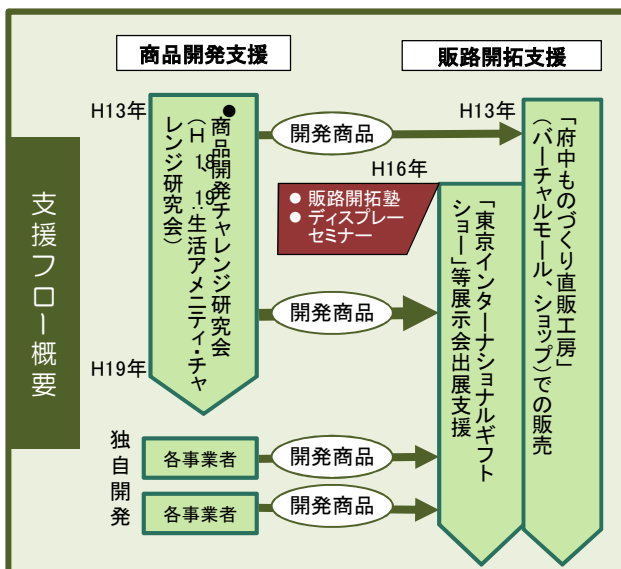 支援フロー概要
商品開発支援
販路開拓支援
H13年
●商品開発チャレンジ研究会
(H 18、19：生活アメニティ・チャ
レンジ研究会)
H19年
開発商品
H16年
● 販路開拓塾
● ディスプレー
セミナー
開発商品
H13年
「府中ものづくり直販工房」
(バーチャルモール、ショップ)での販売
「東京インターナショナルギフト
ショー」等展示会出展支援
独自開発
各事業者
開発商品
各事業者
開発商品